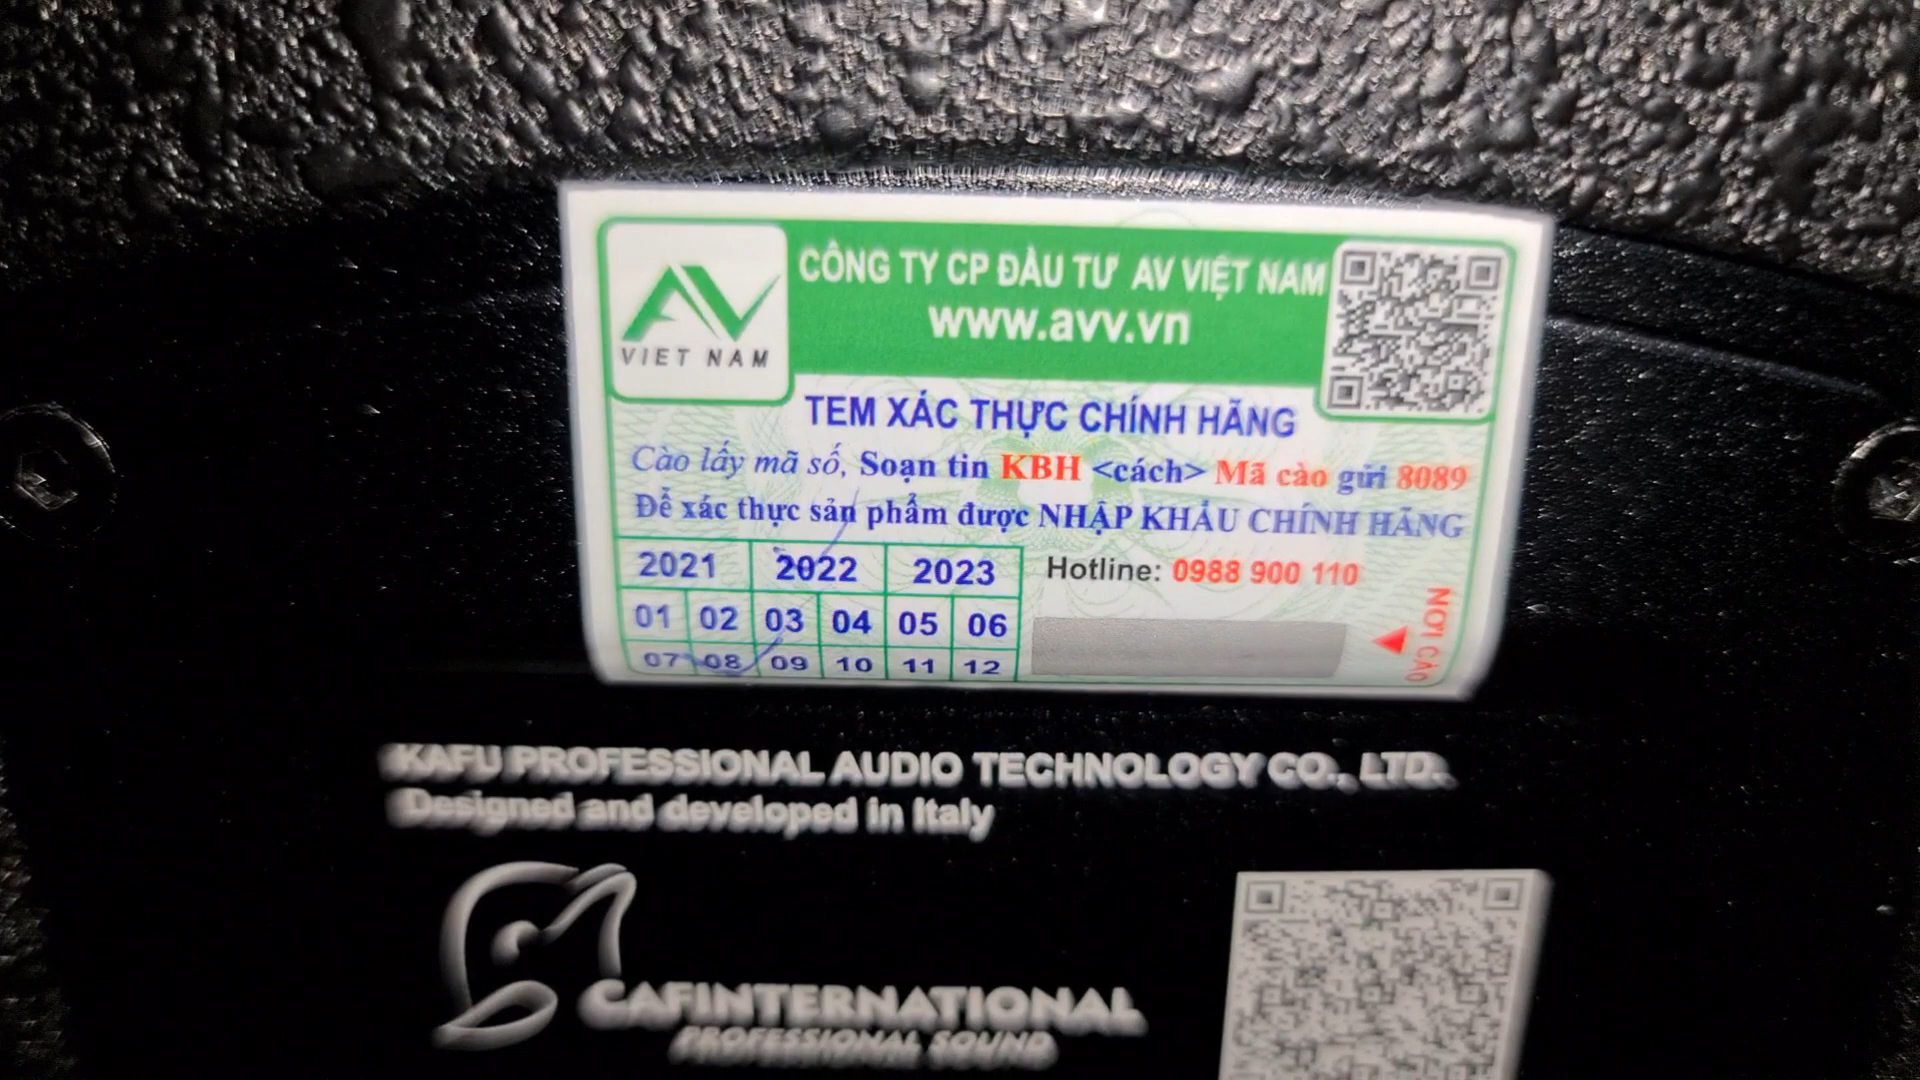 AV
VIET NAM
CÔNG TY CP ĐẦU TƯ AV VIỆT NAM
www.avv.vn
TEM XÁC THỰC CHÍNH HÃNG
Cào lấy mã số, Soạn tin KBH <cách> Mã cào gửi 8089
Để xác thực sản phẩm được NHẬP KHẨU CHÍNH HÃNG
2021 2022 2023
01 02 03 04 05 06
07 08 09 10 11 12
Hotline: 0988 900 110
NƠI CÀO
KAFU PROFESSIONAL AUDIO TECHNOLOGY CO., LTD.
Designed and developed in Italy
CAFINTERNATIONAL
PROFESSIONAL SOUND